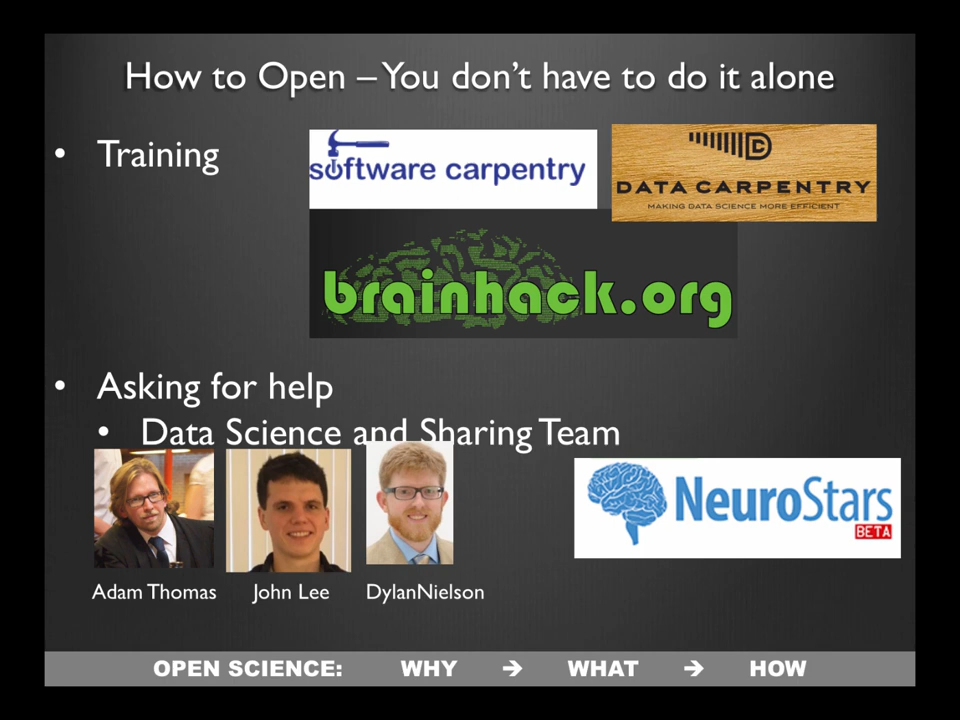 How to Open – You don't have to do it alone
• Training
software carpentry
DATA CARPENTRY
MAKING DATA SCIENCE MORE EFFICIENT
brainhack.org
• Asking for help
• Data Science and Sharing Team
NeuroStars
BETA
Adam Thomas John Lee DylanNielson
OPEN SCIENCE: WHY → WHAT → HOW